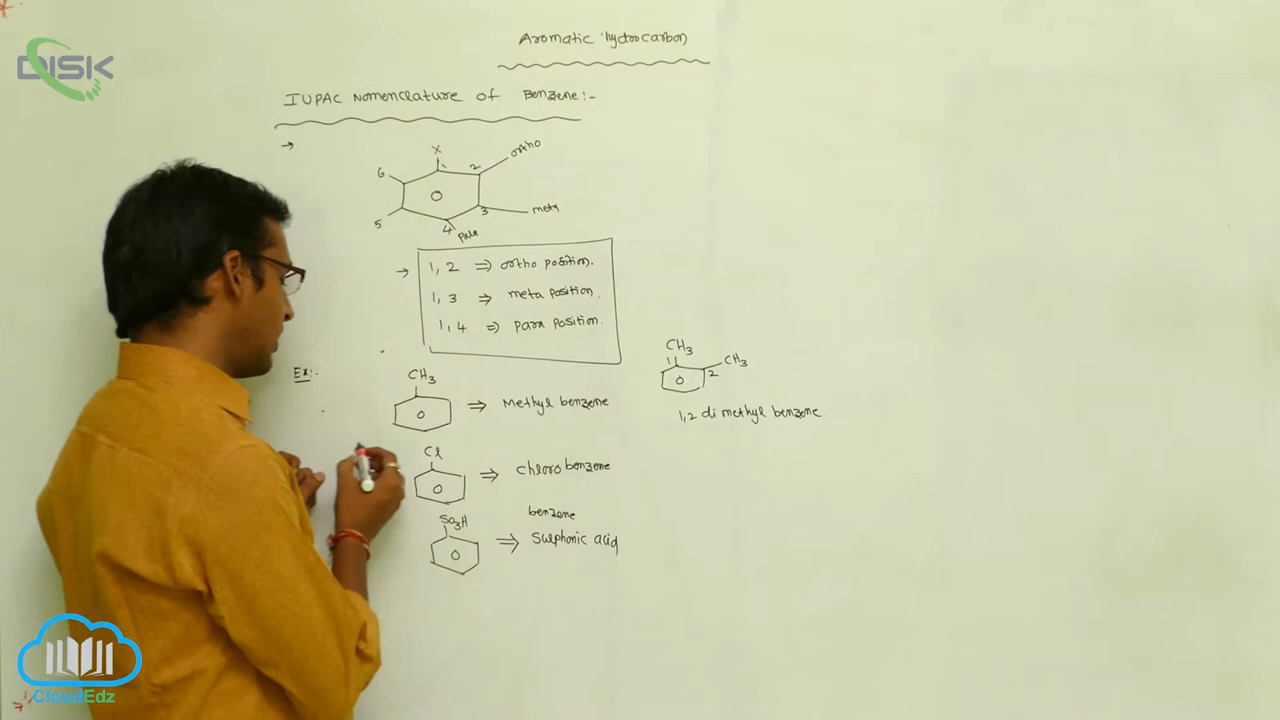 DISK
Aromatic hydrocarbon
IUPAC Nomenclature of Benzene:-
X
1
2
ortho
6
5
3
meta
4
para
1, 2 ⇒ ortho position.
1, 3 ⇒ meta position.
1, 4 ⇒ para position.
Ex:-
CH3
⇒ Methyl benzene
CH3
1
CH3
2
1,2 di methyl benzene
Cl
⇒ chloro benzene
SO3H
benzene
⇒ Sulphonic acid
CloudEdz